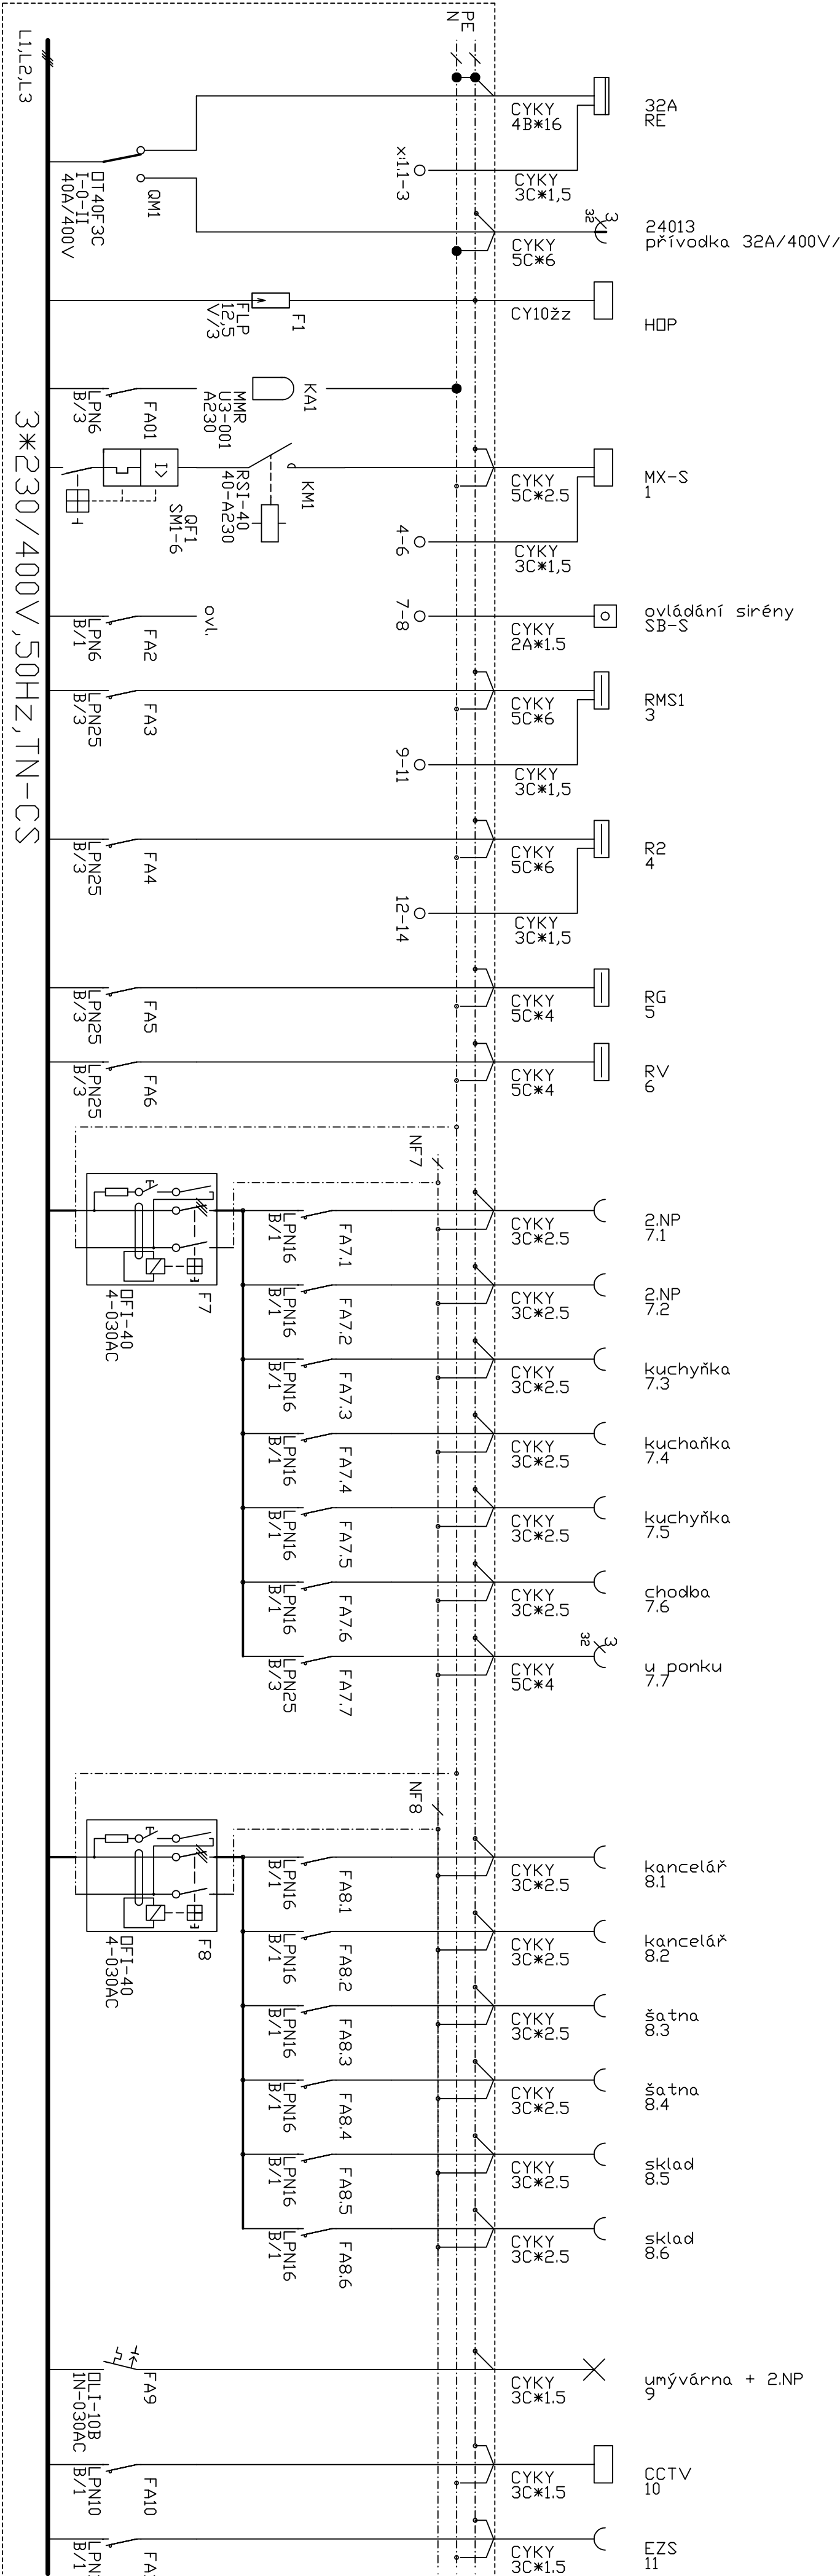 PE
N
L1,L2,L3
3*230/400V,50Hz,TN-CS
QM1
OT40F3C
I-0-II
40A/400V
x:1.1-3
CYKY
4B*16
CYKY
3C*1,5
32A
RE
CYKY
5C*6
3
32
24013
přívodka 32A/400V/
F1
FLP
12,5
V/3
CY10žz
HOP
FA01
LPN6
B/3
KA1
MMR
U3-001
A230
I>
QF1
SM1-6
KM1
RSI-40
40-A230
CYKY
5C*2.5
MX-S
1
4-6
CYKY
3C*1,5
FA2
LPN6
B/1
ovl.
7-8
CYKY
2A*1.5
ovládání sirény
SB-S
FA3
LPN25
B/3
CYKY
5C*6
RMS1
3
9-11
CYKY
3C*1,5
FA4
LPN25
B/3
CYKY
5C*6
R2
4
12-14
CYKY
3C*1,5
FA5
LPN25
B/3
CYKY
5C*4
RG
5
FA6
LPN25
B/3
CYKY
5C*4
RV
6
NF7
F7
OFI-40
4-030AC
FA7.1
LPN16
B/1
CYKY
3C*2.5
2.NP
7.1
FA7.2
LPN16
B/1
CYKY
3C*2.5
2.NP
7.2
FA7.3
LPN16
B/1
CYKY
3C*2.5
kuchyňka
7.3
FA7.4
LPN16
B/1
CYKY
3C*2.5
kuchaňka
7.4
FA7.5
LPN16
B/1
CYKY
3C*2.5
kuchyňka
7.5
FA7.6
LPN16
B/1
CYKY
3C*2.5
chodba
7.6
FA7.7
LPN25
B/3
CYKY
5C*4
3
32
u ponku
7.7
NF8
F8
OFI-40
4-030AC
FA8.1
LPN16
B/1
CYKY
3C*2.5
kancelář
8.1
FA8.2
LPN16
B/1
CYKY
3C*2.5
kancelář
8.2
FA8.3
LPN16
B/1
CYKY
3C*2.5
šatna
8.3
FA8.4
LPN16
B/1
CYKY
3C*2.5
šatna
8.4
FA8.5
LPN16
B/1
CYKY
3C*2.5
sklad
8.5
FA8.6
LPN16
B/1
CYKY
3C*2.5
sklad
8.6
FA9
OLI-10B
1N-030AC
CYKY
3C*1.5
umývárna + 2.NP
9
FA10
LPN10
B/1
CYKY
3C*1.5
CCTV
10
B/1
CYKY
3C*1.5
EZS
11